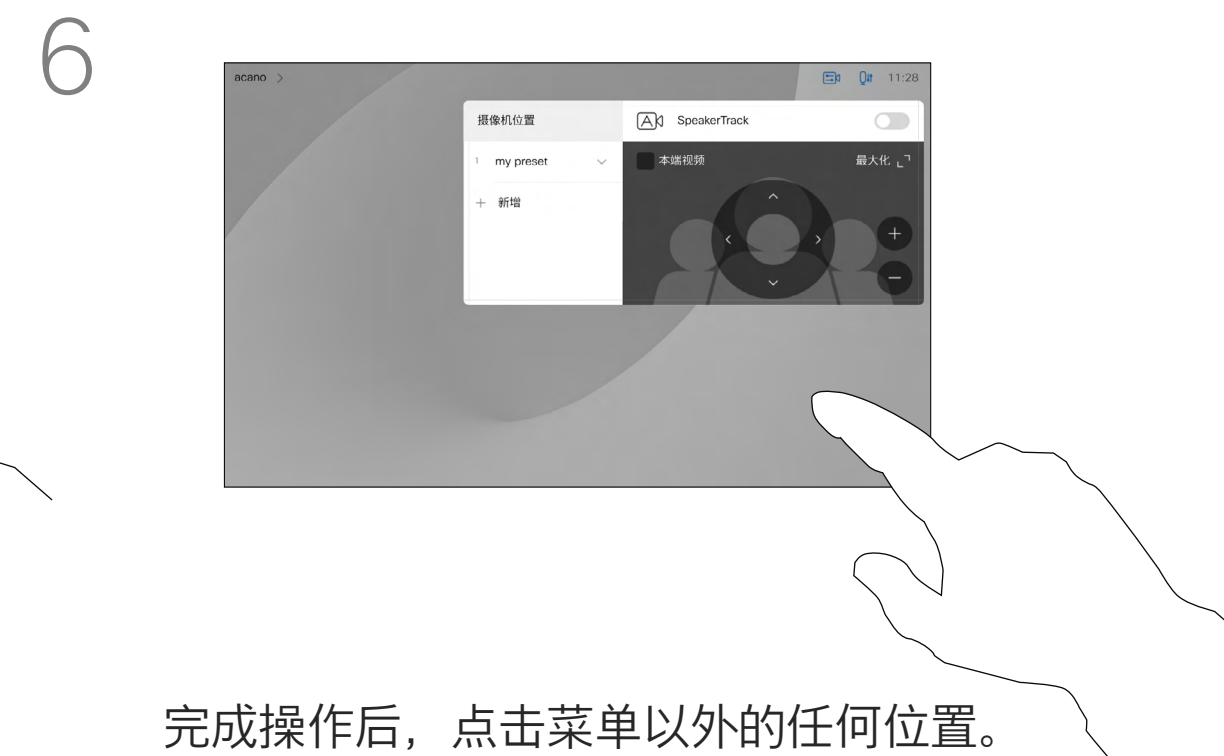 6
acano >
11:28
摄像机位置
SpeakerTrack
1 my preset
本端视频
最大化
+ 新增
完成操作后，点击菜单以外的任何位置。